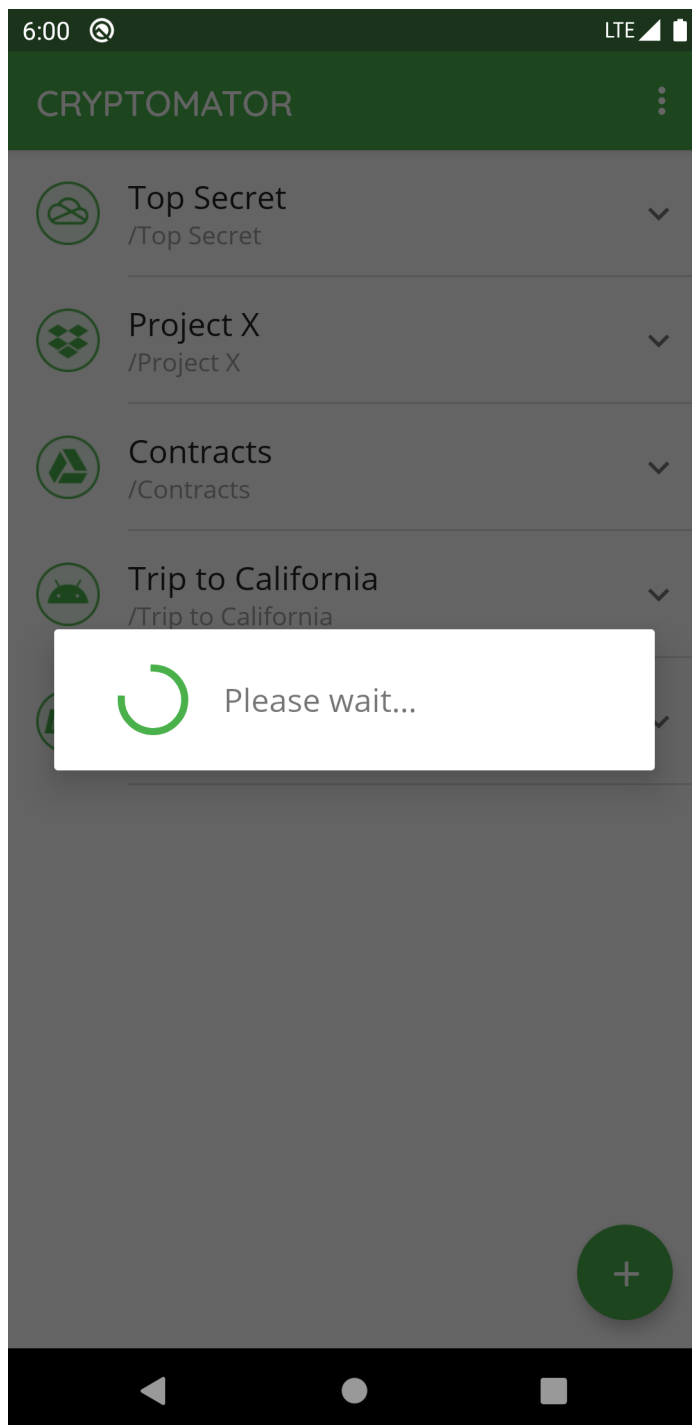 6:00 LTE
CRYPTOMATOR
Top Secret
/Top Secret
Project X
/Project X
Contracts
/Contracts
Trip to California
/Trip to California
Please wait...